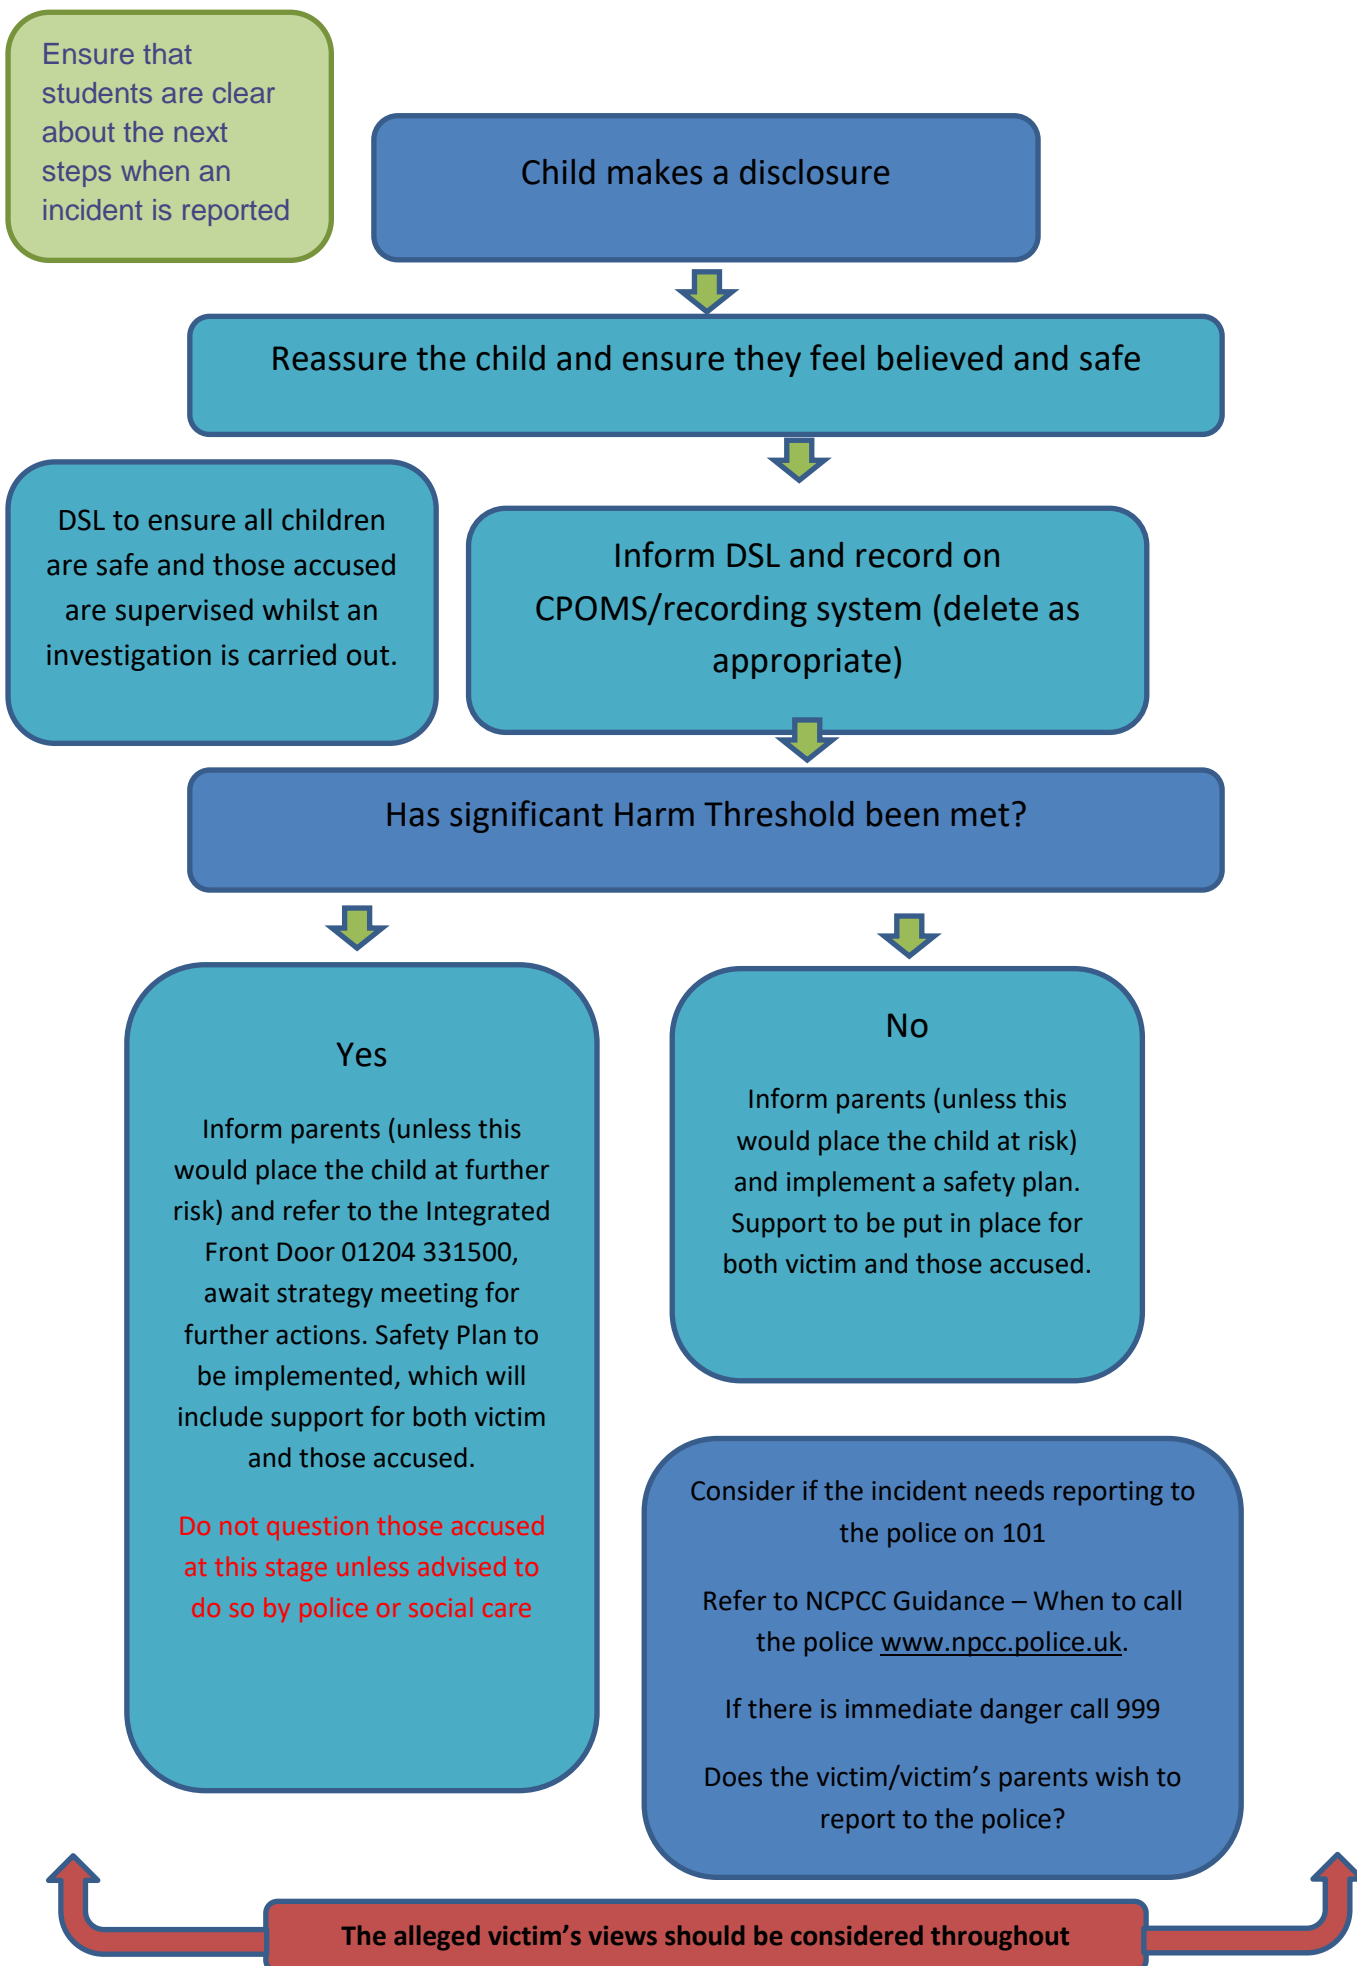 Ensure that
students are clear
about the next
steps when an
incident is reported
Child makes a disclosure
Reassure the child and ensure they feel believed and safe
DSL to ensure all children
are safe and those accused
are supervised whilst an
investigation is carried out.
Inform DSL and record on
CPOMS/recording system (delete as
appropriate)
Has significant Harm Threshold been met?
Yes
Inform parents (unless this
would place the child at further
risk) and refer to the Integrated
Front Door 01204 331500,
await strategy meeting for
further actions. Safety Plan to
be implemented, which will
include support for both victim
and those accused.
Do not question those accused
at this stage unless advised to
do so by police or social care
No
Inform parents (unless this
would place the child at risk)
and implement a safety plan.
Support to be put in place for
both victim and those accused.
Consider if the incident needs reporting to
the police on 101
Refer to NCPCC Guidance – When to call
the police www.npcc.police.uk.
If there is immediate danger call 999
Does the victim/victim’s parents wish to
report to the police?
The alleged victim’s views should be considered throughout